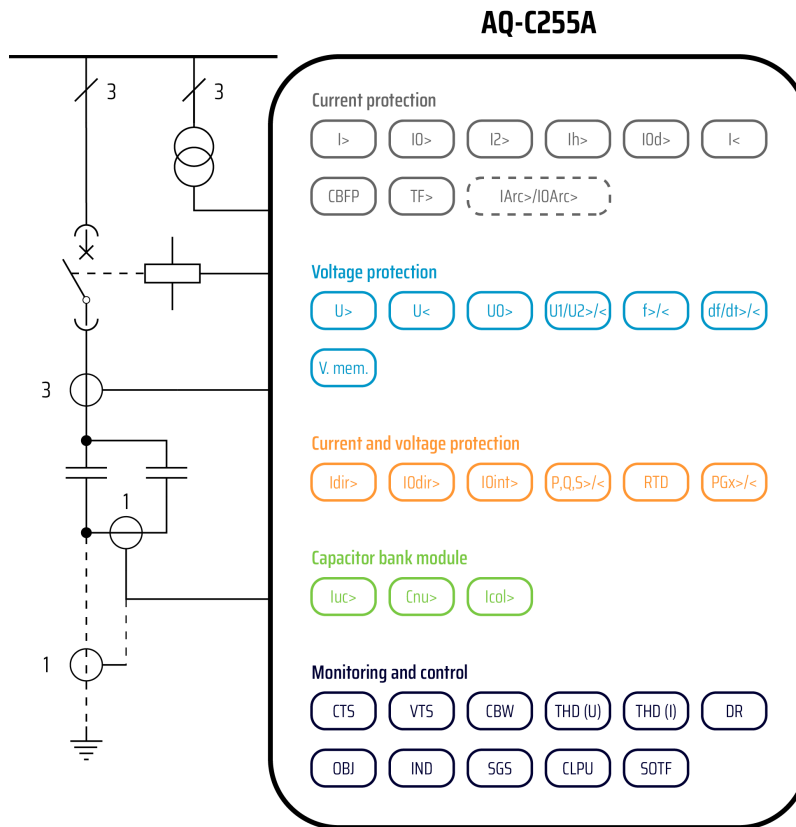 AQ-C255A
3
3
Current protection
I>
I0>
I2>
Ih>
I0d>
I<
CBFP
TF>
IArc>/I0Arc>
Voltage protection
U>
U<
U0>
U1/U2>/<
f>/<
df/dt>/<
V. mem.
3
Current and voltage protection
Idir>
I0dir>
I0int>
P,Q,S>/<
RTD
PGx>/<
1
Capacitor bank module
Iuc>
Cnu>
Icol>
1
Monitoring and control
CTS
VTS
CBW
THD (U)
THD (I)
DR
OBJ
IND
SGS
CLPU
SOTF